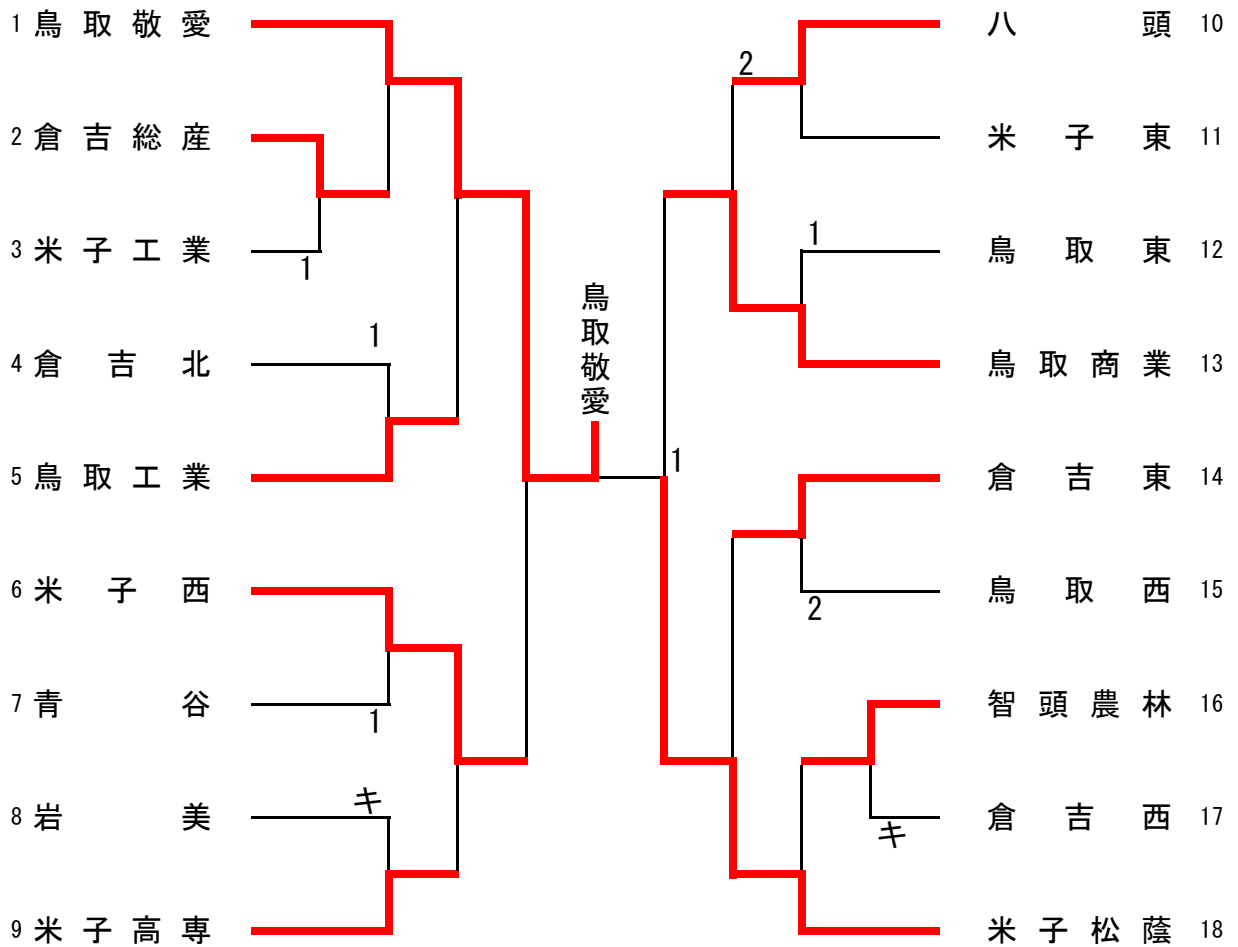 1 鳥取敬愛
2 倉吉総産
3 米子工業
1
4 倉吉北
1
5 鳥取工業
6 米子西
7 青谷
1
8 岩美
キ
9 米子高専
鳥取敬愛
1
八頭 10
2
米子東 11
鳥取東 12
1
鳥取商業 13
倉吉東 14
鳥取西 15
2
智頭農林 16
倉吉西 17
キ
米子松蔭 18